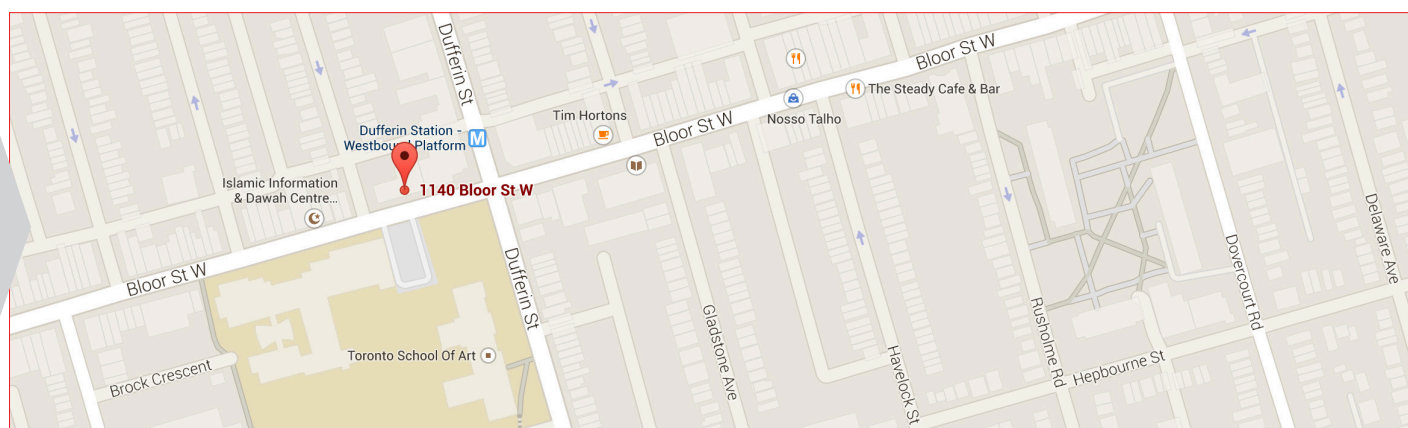 Dufferin St
Bloor St W
The Steady Cafe & Bar
Nosso Talho
Tim Hortons
Bloor St W
Dufferin Station -
Westbound Platform
M
1140 Bloor St W
Islamic Information
& Dawah Centre...
Bloor St W
Dufferin St
Toronto School Of Art
Brock Crescent
Gladstone Ave
Havelock St
Rusholme Rd
Hepbourne St
Dovercourt Rd
Delaware Ave